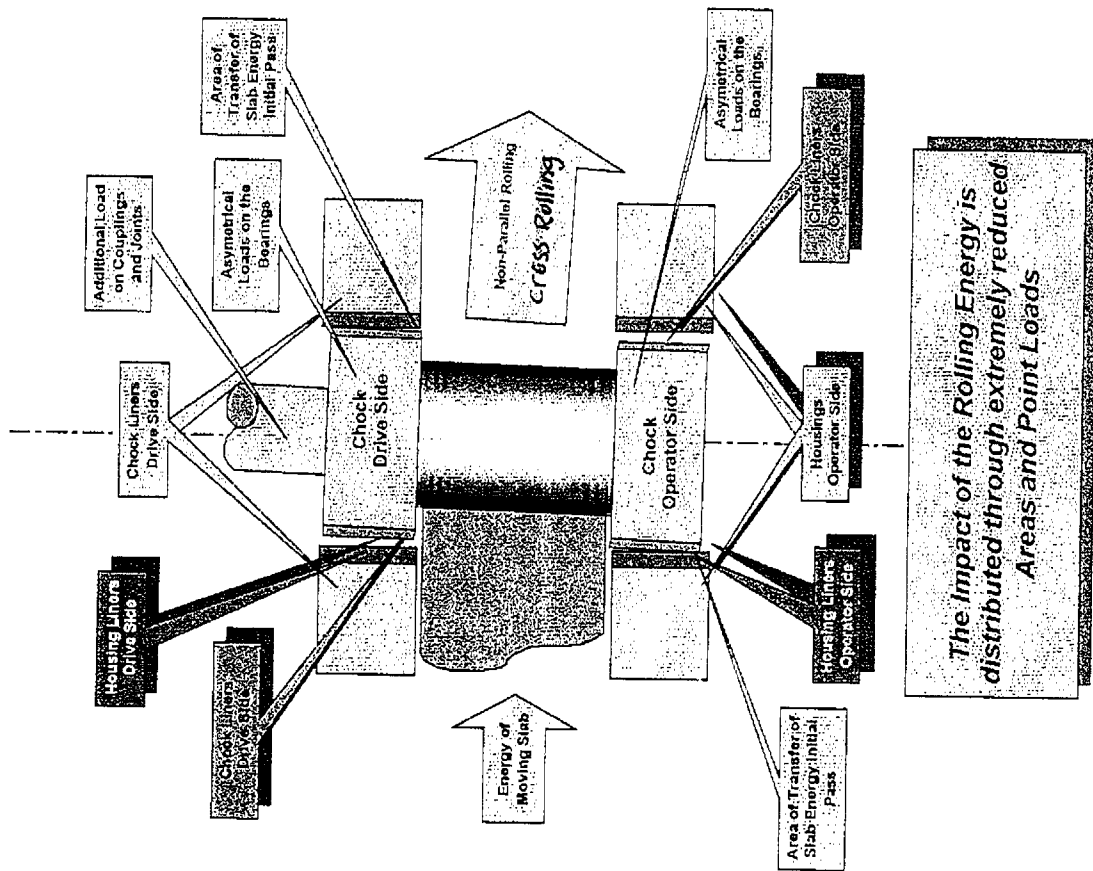 Additional Load
on Couplings
and Joints
Area of
Transfer of
Slab Energy
Initial Pass
Chock Liners
Drive Side
Asymetrical
Loads on the
Bearings
Housing Liners
Drive Side
Chock Liners
Drive Side
Chock
Drive Side
Energy of
Moving Slab
Non-Parallel Rolling
Cross Rolling
Chock
Operator Side
Asymetrical
Loads on the
Bearings
Area of Transfer of
Slab Energy Initial
Pass
Housing Liners
Operator Side
Housings
Operator Side
Chock Liners
Operator Side
The Impact of the Rolling Energy is
distributed through extremely reduced
Areas and Point Loads